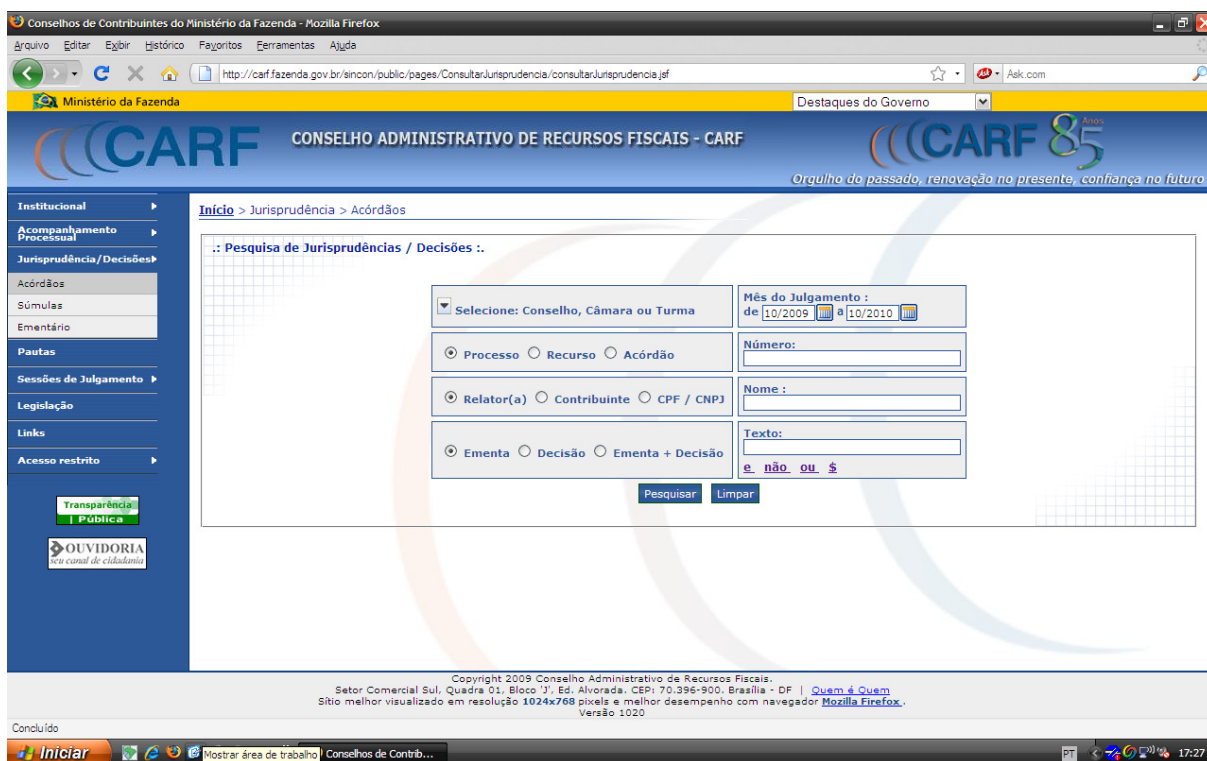 Conselhos de Contribuintes do Ministério da Fazenda - Mozilla Firefox
Arquivo Editar Exibir Histórico Favoritos Ferramentas Ajuda
http://carf.fazenda.gov.br/sincon/public/pages/ConsultarJurisprudencia/consultarJurisprudencia.jsf
Ask.com
Ministério da Fazenda
Destaques do Governo
CARF
CONSELHO ADMINISTRATIVO DE RECURSOS FISCAIS - CARF
CARF 85 Anos
Orgulho do passado, renovação no presente, confiança no futuro
Institucional
Acompanhamento
Processual
Jurisprudência/Decisões
Acórdãos
Súmulas
Ementário
Pautas
Sessões de Julgamento
Legislação
Links
Acesso restrito
Transparência
Pública
OUVIDORIA
seu canal de cidadania
Início > Jurisprudência > Acórdãos
.: Pesquisa de Jurisprudências / Decisões :.
Selecione: Conselho, Câmara ou Turma
Mês do Julgamento :
de 10/2009 a 10/2010
Processo Recurso Acórdão
Número:
Relator(a) Contribuinte CPF / CNPJ
Nome :
Ementa Decisão Ementa + Decisão
Texto:
e não ou $
Pesquisar Limpar
Copyright 2009 Conselho Administrativo de Recursos Fiscais.
Setor Comercial Sul, Quadra 01, Bloco 'J', Ed. Alvorada. CEP: 70.396-900. Brasília - DF | Quem é Quem
Sítio melhor visualizado em resolução 1024x768 pixels e melhor desempenho com navegador Mozilla Firefox .
Versão 1020
Concluído
Iniciar
Mostrar área de trabalho
Conselhos de Contrib...
PT
17:27